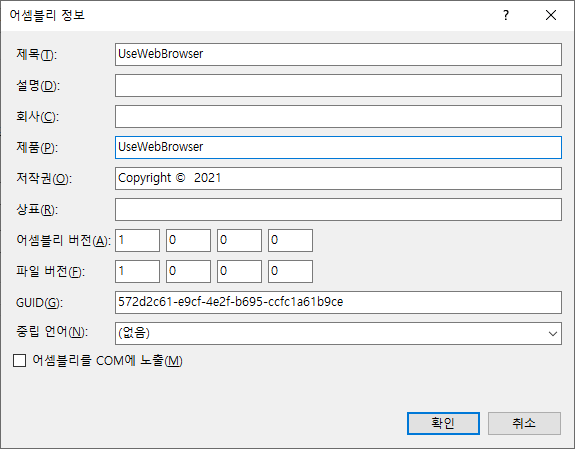 어셈블리 정보 ?
제목(T): UseWebBrowser
설명(D):
회사(C):
제품(P): UseWebBrowser
저작권(O): Copyright © 2021
상표(R):
어셈블리 버전(A): 1 0 0 0
파일 버전(F): 1 0 0 0
GUID(G): 572d2c61-e9cf-4e2f-b695-ccfc1a61b9ce
중립 언어(N): (없음)
어셈블리를 COM에 노출(M)
확인 취소